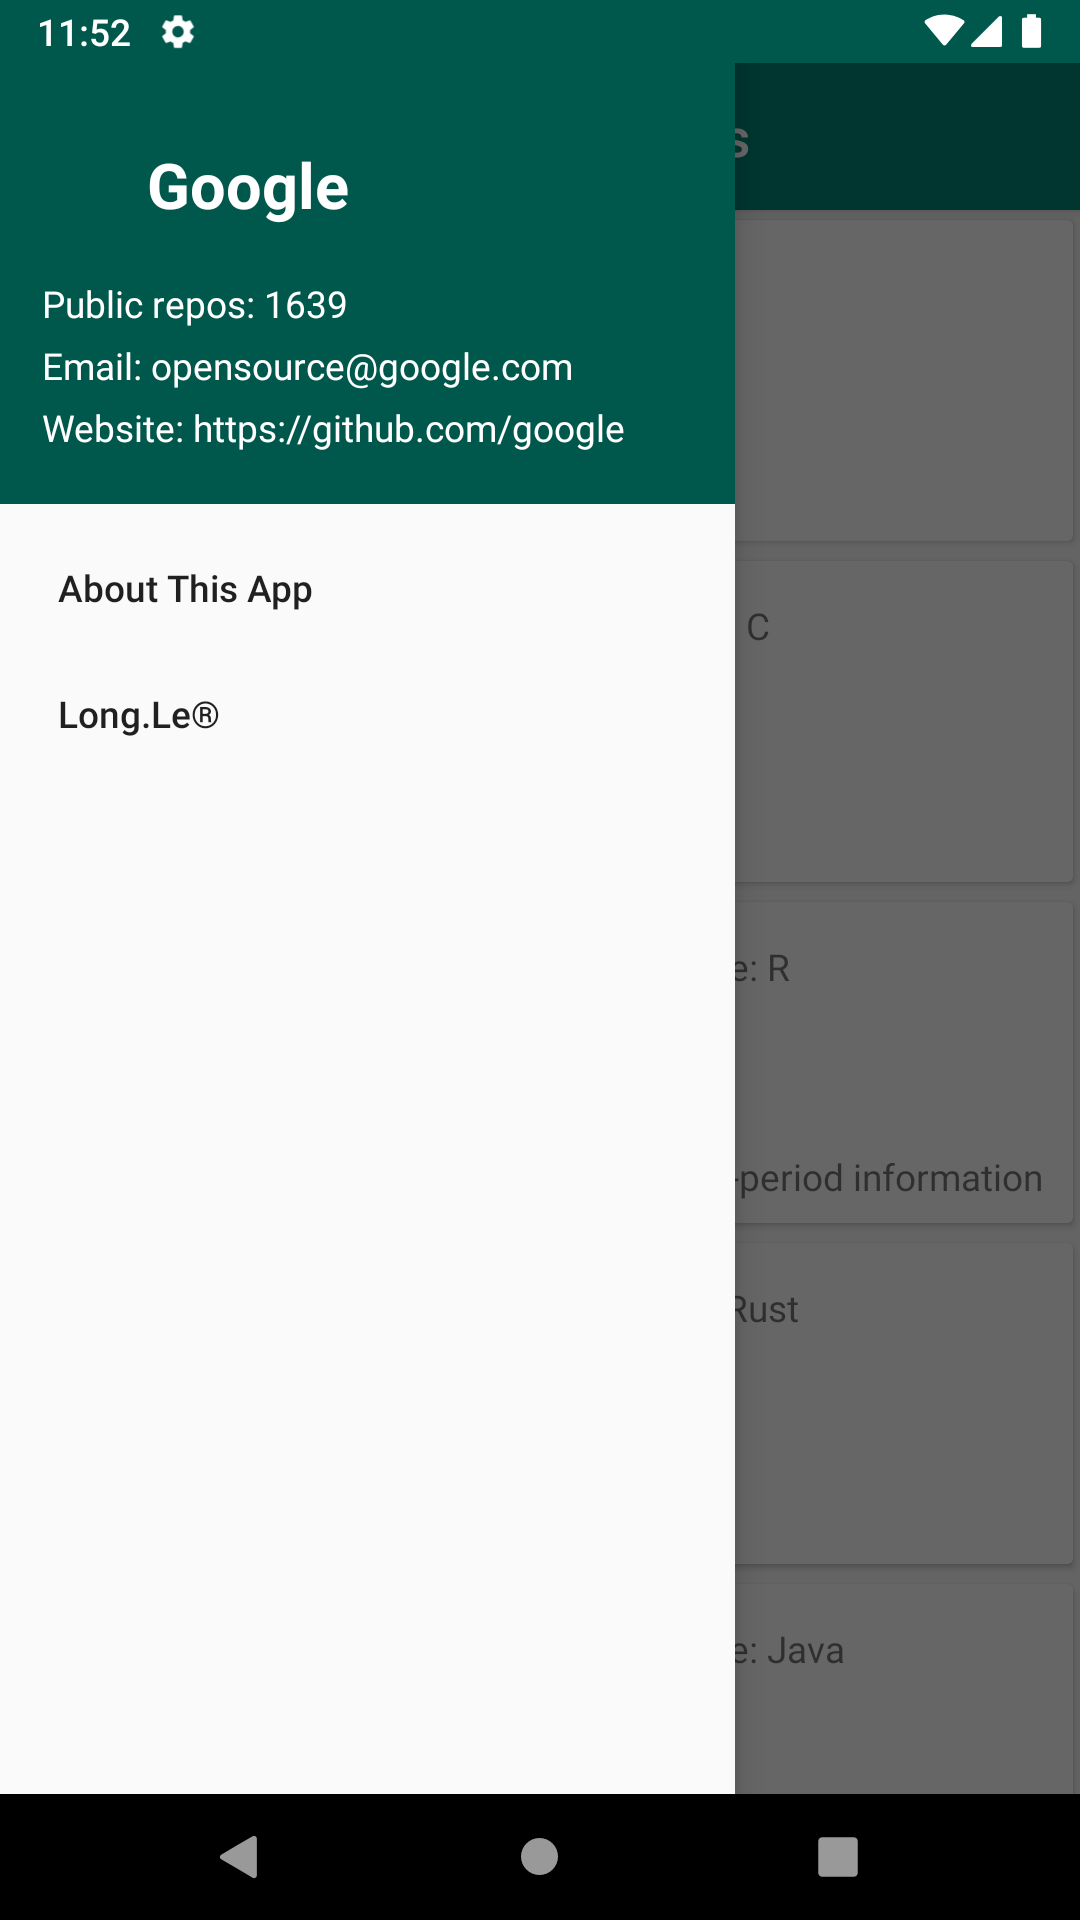 11:52
s
Google
Public repos: 1639
Email: opensource@google.com
Website: https://github.com/google
About This App
Long.Le®
C
e: R
-period information
Rust
e: Java